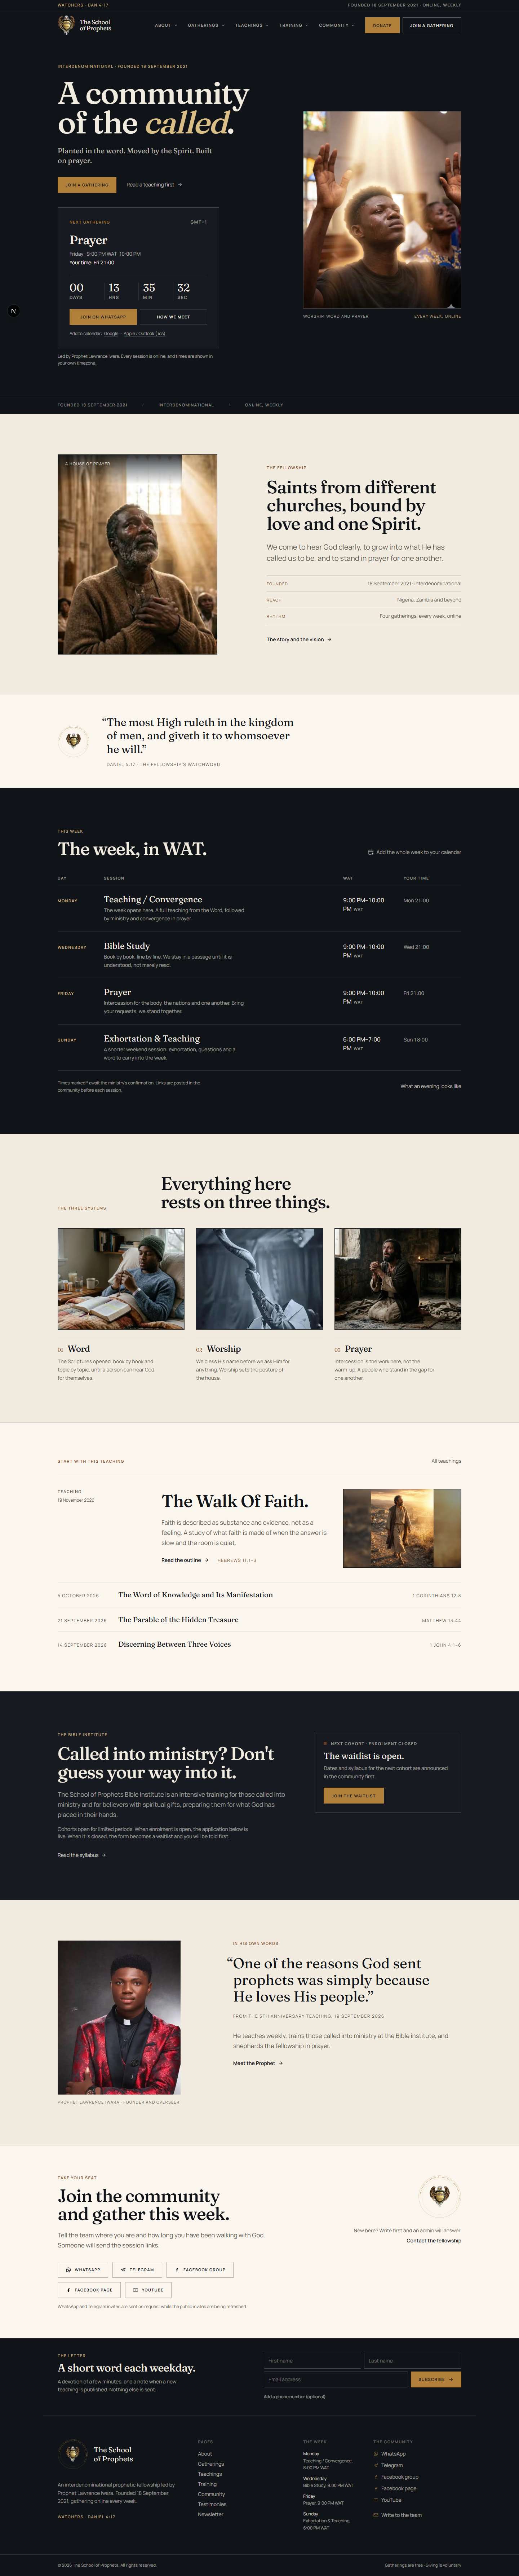 WATCHERS · DAN 4:17
FOUNDED 18 SEPTEMBER 2021 · ONLINE, WEEKLY
The School
of Prophets
ABOUT
GATHERINGS
TEACHINGS
TRAINING
COMMUNITY
DONATE
JOIN A GATHERING
INTERDENOMINATIONAL · FOUNDED 18 SEPTEMBER 2021
A community
of the called.
Planted in the word. Moved by the Spirit. Built
on prayer.
JOIN A GATHERING
Read a teaching first →
NEXT GATHERING
GMT+1
Prayer
Friday · 9:00 PM WAT–10:00 PM
Your time: Fri 21:00
00 13 35 32
DAYS HRS MIN SEC
JOIN ON WHATSAPP
HOW WE MEET
Add to calendar · Google · Apple / Outlook (.ics)
Led by Prophet Lawrence Iwara. Every session is online, and times are shown in
your own timezone.
WORSHIP, WORD AND PRAYER
EVERY WEEK, ONLINE
FOUNDED 18 SEPTEMBER 2021
INTERDENOMINATIONAL
ONLINE, WEEKLY
A HOUSE OF PRAYER
THE FELLOWSHIP
Saints from different
churches, bound by
love and one Spirit.
We come to hear God clearly, to grow into what He has
called us to be, and to stand in prayer for one another.
FOUNDED
18 September 2021 · interdenominational
REACH
Nigeria, Zambia and beyond
RHYTHM
Four gatherings, every week, online
The story and the vision →
“The most High ruleth in the kingdom
of men, and giveth it to whomsoever
he will.”
DANIEL 4:17 · THE FELLOWSHIP'S WATCHWORD
THIS WEEK
The week, in WAT.
Add the whole week to your calendar
DAY SESSION WAT YOUR TIME
MONDAY
Teaching / Convergence
The week opens here. A full teaching from the Word, followed
by ministry and convergence in prayer.
9:00 PM–10:00
PM WAT
Mon 21:00
WEDNESDAY
Bible Study
Book by book, line by line. We stay in a passage until it is
understood, not merely read.
9:00 PM–10:00
PM WAT
Wed 21:00
FRIDAY
Prayer
Intercession for the body, the nations and one another. Bring
your requests; we stand together.
9:00 PM–10:00
PM WAT
Fri 21:00
SUNDAY
Exhortation & Teaching
A shorter weekend session: exhortation, questions and a
word to carry into the week.
6:00 PM–7:00
PM WAT
Sun 18:00
Times marked * await the ministry's confirmation. Links are posted in the
community before each session.
What an evening looks like
THE THREE SYSTEMS
Everything here
rests on three things.
01 Word
The Scriptures opened, book by book and
topic by topic, until a person can hear God
for themselves.
02 Worship
We bless His name before we ask Him for
anything. Worship sets the posture of
the house.
03 Prayer
Intercession is the work here, not the
warm-up. A people who stand in the gap for
one another.
START WITH THIS TEACHING
All teachings
TEACHING
19 November 2026
The Walk Of Faith.
Faith is described as substance and evidence, not as a
feeling. A study of what faith is made of when the answer is
slow and the room is quiet.
Read the outline →
HEBREWS 11:1-3
5 OCTOBER 2026
The Word of Knowledge and Its Manifestation
1 CORINTHIANS 12:8
21 SEPTEMBER 2026
The Parable of the Hidden Treasure
MATTHEW 13:44
14 SEPTEMBER 2026
Discerning Between Three Voices
1 JOHN 4:1-6
THE BIBLE INSTITUTE
Called into ministry? Don't
guess your way into it.
The School of Prophets Bible Institute is an intensive training for those called into
ministry and for believers with spiritual gifts, preparing them for what God has
placed in their hands.
Cohorts open for limited periods. When enrolment is open, the application goes
live. When it is closed, the form becomes a waitlist and you will be told first.
Read the syllabus →
NEXT COHORT · ENROLMENT CLOSED
The waitlist is open.
Dates and syllabus for the next cohort are announced
in the community first.
JOIN THE WAITLIST
IN HIS OWN WORDS
“One of the reasons God sent
prophets was simply because
He loves His people.”
FROM THE 5TH ANNIVERSARY TEACHING, 19 SEPTEMBER 2026
He teaches weekly, trains those called into ministry at the Bible Institute, and
shepherds the fellowship in prayer.
Meet the Prophet →
PROPHET LAWRENCE IWARA · FOUNDER AND OVERSEER
TAKE YOUR SEAT
Join the community
and gather this week.
Tell the team where you are and how long you have been walking with God.
Someone will send the session links.
WHATSAPP
TELEGRAM
FACEBOOK GROUP
FACEBOOK PAGE
YOUTUBE
WhatsApp and Telegram invites are sent on request while the public invites are being refreshed.
New here? Write first and an admin will answer.
Contact the fellowship
THE LETTER
A short word each weekday.
A devotion of a few minutes, and a note when a new
teaching is published. Nothing else is sent.
First name
Last name
Email address
SUBSCRIBE →
Add a phone number (optional)
The School
of Prophets
An interdenominational prophetic fellowship led by
Prophet Lawrence Iwara. Founded 18 September
2021, gathering online every week.
WATCHERS · DANIEL 4:17
PAGES
About
Gatherings
Teachings
Training
Community
Testimonies
Newsletter
THE WEEK
Monday
Teaching / Convergence,
9:00 PM WAT
Wednesday
Bible Study, 9:00 PM WAT
Friday
Prayer, 9:00 PM WAT
Sunday
Exhortation & Teaching,
6:00 PM WAT
THE COMMUNITY
WhatsApp
Telegram
Facebook group
Facebook page
YouTube
Write to the team
© 2026 The School of Prophets. All rights reserved.
Gatherings are free · Giving is voluntary